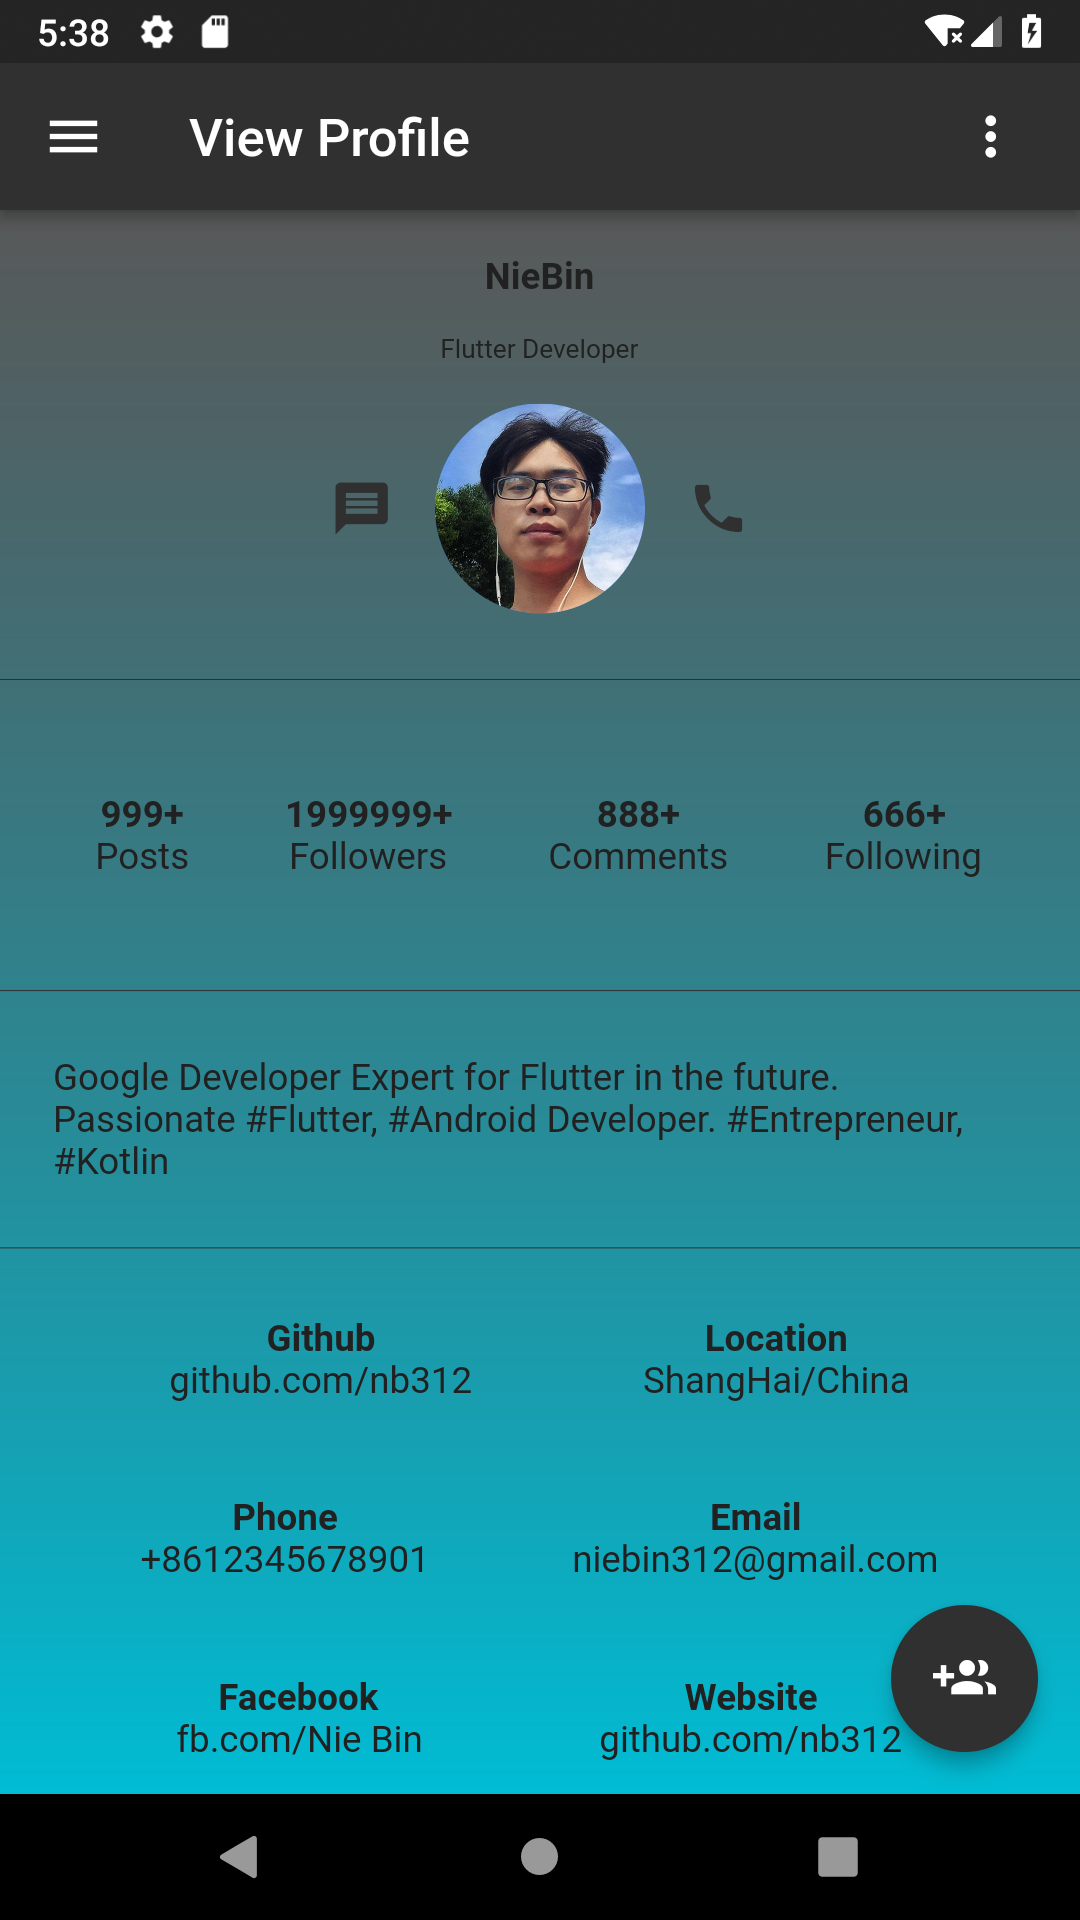 5:38
View Profile
NieBin
Flutter Developer
999+ 1999999+ 888+ 666+
Posts Followers Comments Following
Google Developer Expert for Flutter in the future.
Passionate #Flutter, #Android Developer. #Entrepreneur,
#Kotlin
Github Location
github.com/nb312 ShangHai/China
Phone Email
+8612345678901 niebin312@gmail.com
Facebook Website
fb.com/Nie Bin github.com/nb312